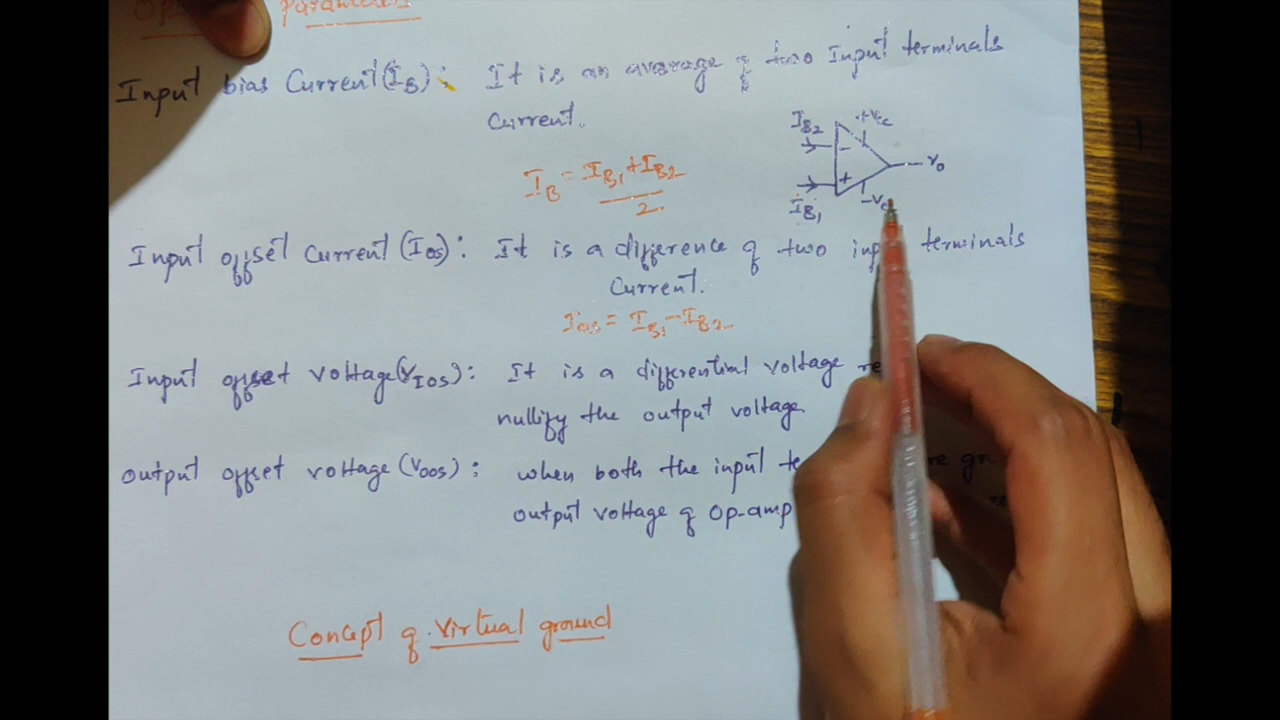 Parameters
Input bias Current (IB): It is an average of two Input terminals
Current.
IB2 +Vcc
- 
IB = IB1 + IB2
2
+
Vo
IB1 -Vc
Input offset Current (IOS): It is a difference of two input terminals
Current.
IOS = IB1 - IB2
Input offset voltage (VIOS): It is a differential voltage
nullify the output voltage
Output offset voltage (VOOS): when both the input
output voltage of op-amp
Concept of Virtual ground